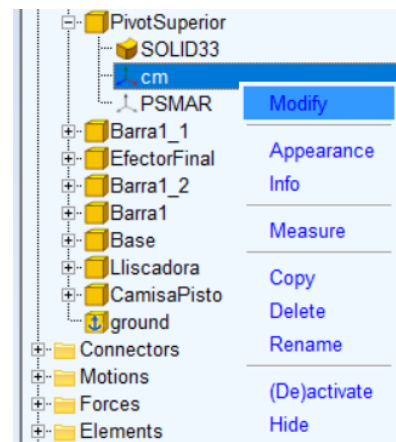 PivotSuperior
SOLID33
cm
PSMAR
Modify
Barra1_1
Appearance
EfectorFinal
Info
Barra1_2
Barra1
Measure
Base
Lliscadora
Copy
CamisaPisto
Delete
ground
Rename
Connectors
Motions
(De)activate
Forces
Hide
Elements